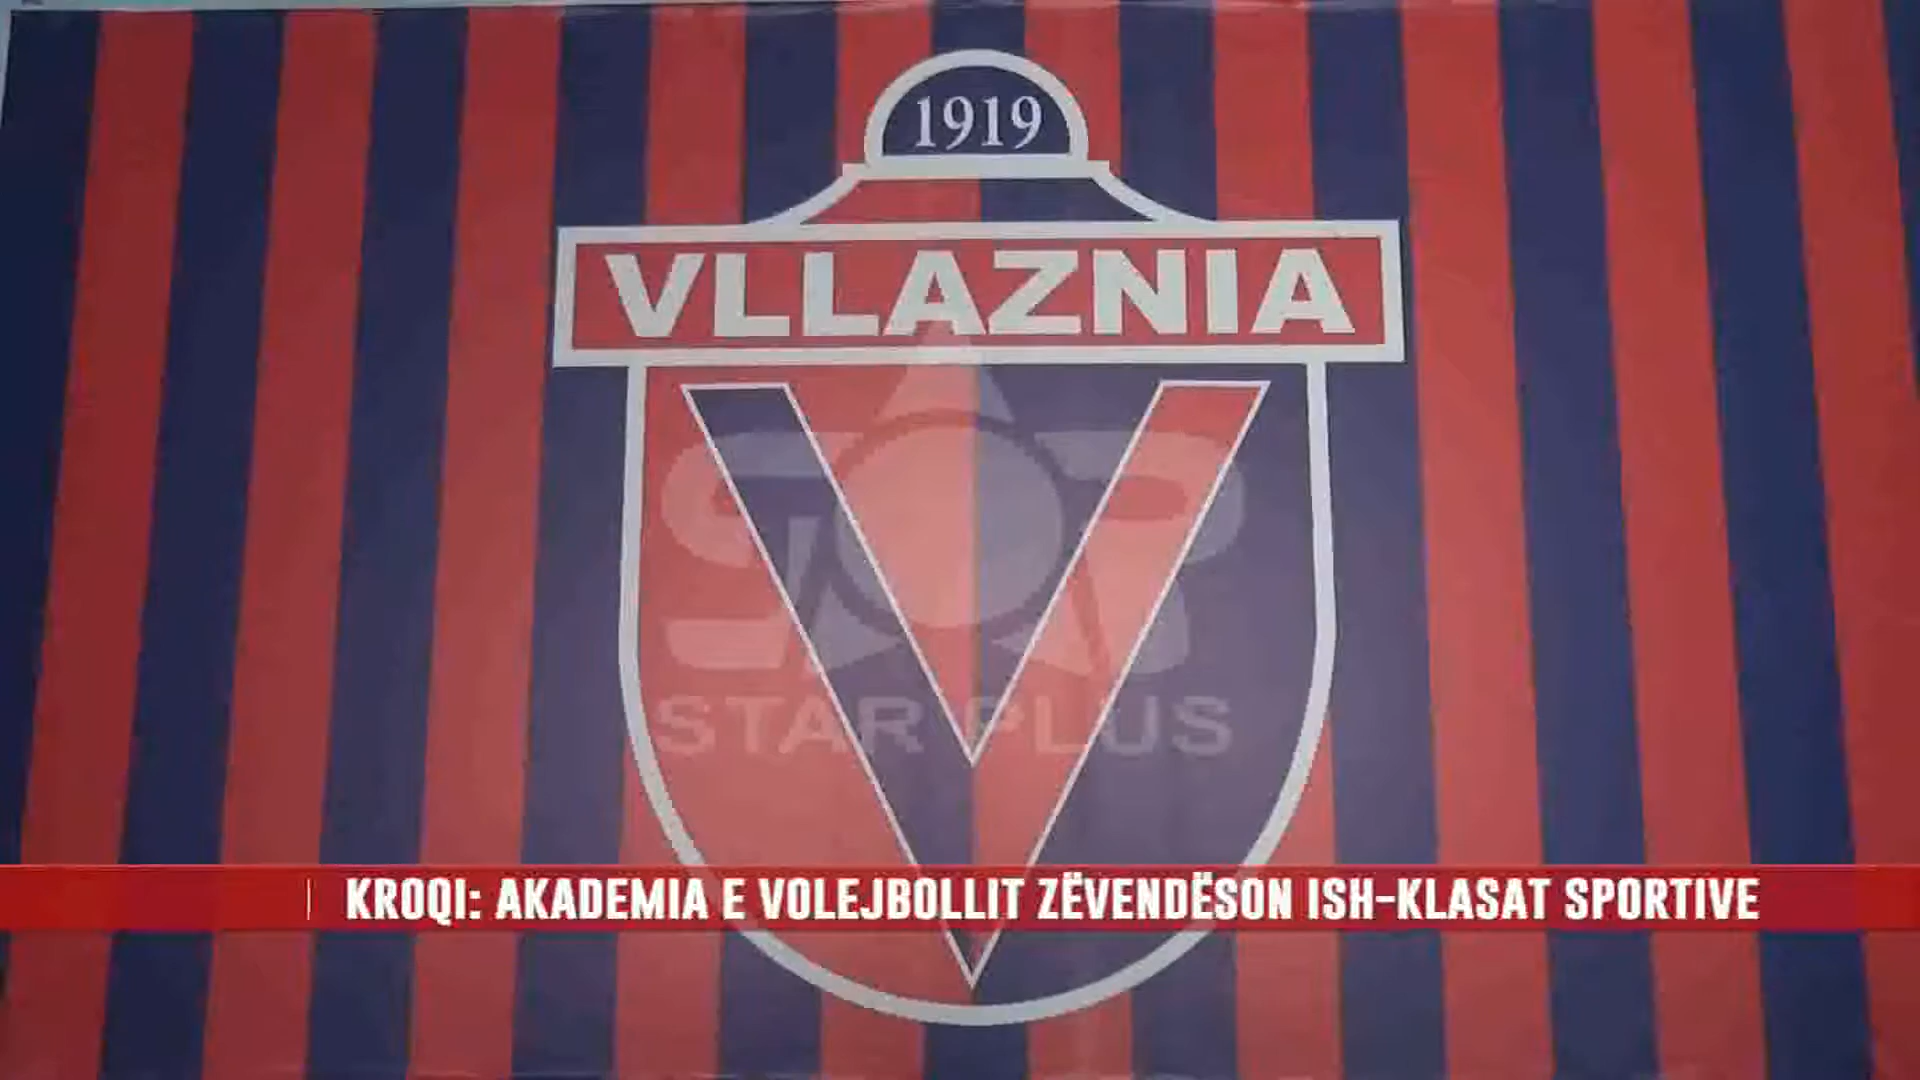 1919
VLLAZNIA
STAR PLUS
KROQI: AKADEMIA E VOLEJBOLLIT ZËVENDËSON ISH-KLASAT SPORTIVE